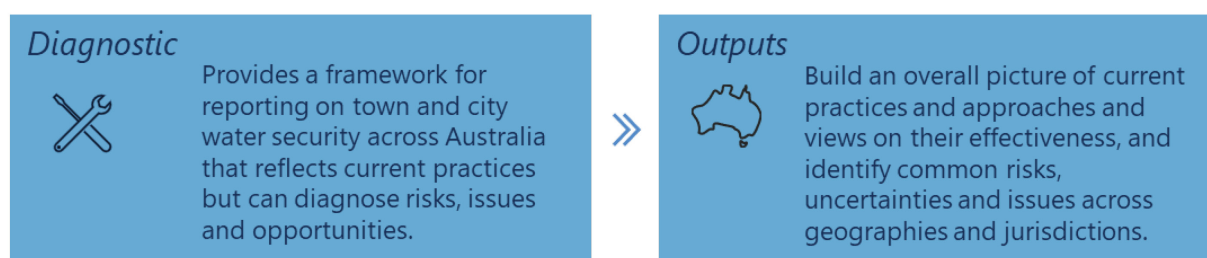 Diagnostic
Provides a framework for
reporting on town and city
water security across Australia
that reflects current practices
but can diagnose risks, issues
and opportunities.
Outputs
Build an overall picture of current
practices and approaches and
views on their effectiveness, and
identify common risks,
uncertainties and issues across
geographies and jurisdictions.